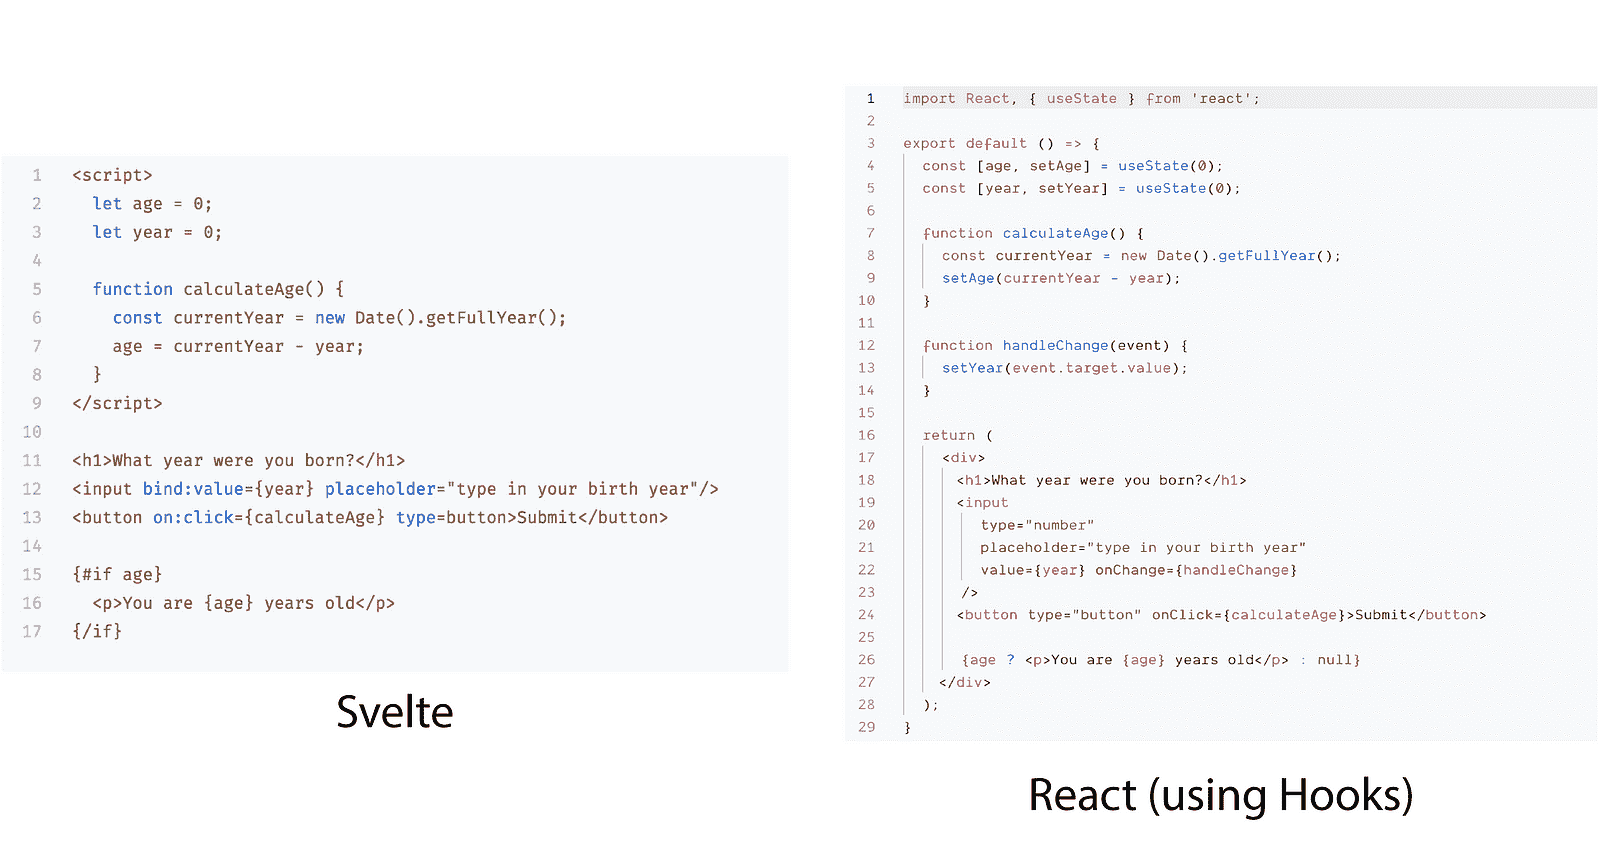 1 <script>
2   let age = 0;
3   let year = 0;
4
5   function calculateAge() {
6     const currentYear = new Date().getFullYear();
7     age = currentYear - year;
8   }
9 </script>
10
11 <h1>What year were you born?</h1>
12 <input bind:value={year} placeholder="type in your birth year"/>
13 <button on:click={calculateAge} type=button>Submit</button>
14
15 {#if age}
16   <p>You are {age} years old</p>
17 {/if}
Svelte
1 import React, { useState } from 'react';
2
3 export default () => {
4   const [age, setAge] = useState(0);
5   const [year, setYear] = useState(0);
6
7   function calculateAge() {
8     const currentYear = new Date().getFullYear();
9     setAge(currentYear - year);
10   }
11
12   function handleChange(event) {
13     setYear(event.target.value);
14   }
15
16   return (
17     <div>
18       <h1>What year were you born?</h1>
19       <input
20         type="number"
21         placeholder="type in your birth year"
22         value={year} onChange={handleChange}
23       />
24       <button type="button" onClick={calculateAge}>Submit</button>
25
26       {age ? <p>You are {age} years old</p> : null}
27     </div>
28   );
29 }
React (using Hooks)